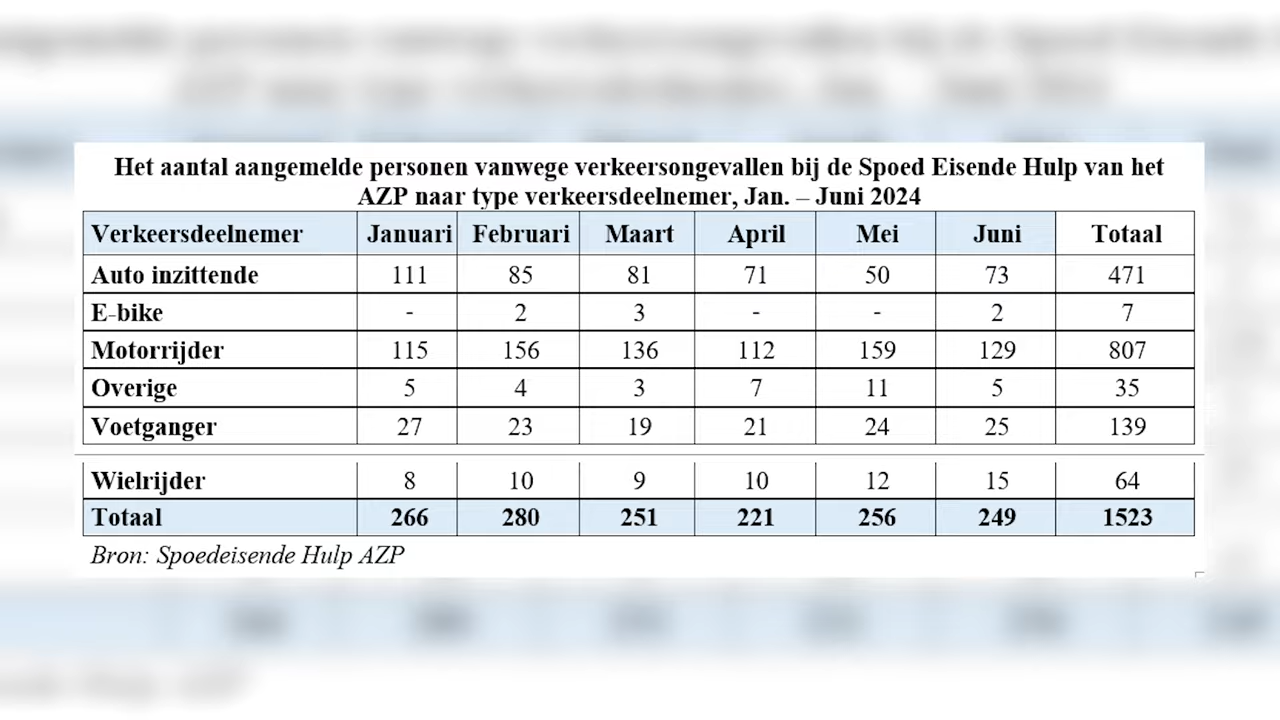 Het aantal aangemelde personen vanwege verkeersongevallen bij de Spoed Eisende Hulp van het
AZP naar type verkeersdeelnemer, Jan. – Juni 2024
Verkeersdeelnemer Januari Februari Maart April Mei Juni Totaal
Auto inzittende 111 85 81 71 50 73 471
E-bike - 2 3 - - 2 7
Motorrijder 115 156 136 112 159 129 807
Overige 5 4 3 7 11 5 35
Voetganger 27 23 19 21 24 25 139
Wielrijder 8 10 9 10 12 15 64
Totaal 266 280 251 221 256 249 1523
Bron: Spoedeisende Hulp AZP